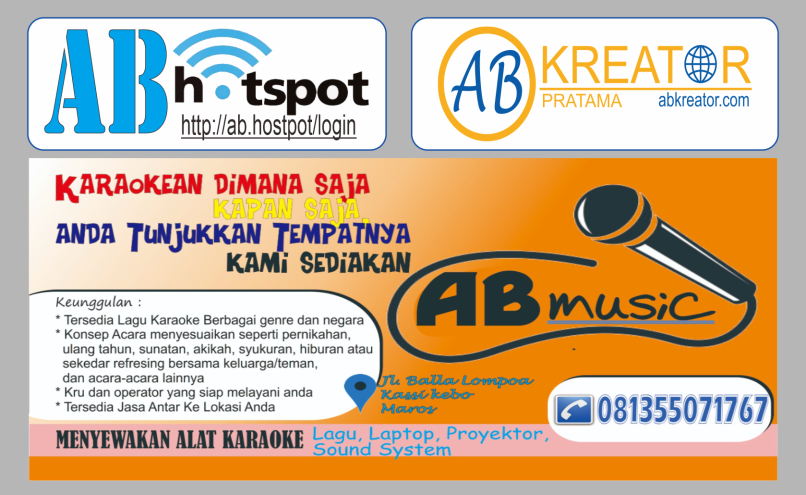 AB hotspot
http://ab.hostpot/login
AB KREATOR
PRATAMA abkreator.com
KARAOKEAN DIMANA SAJA
KAPAN SAJA,
ANDA TUNJUKKAN TEMPATNYA
KAMI SEDIAKAN
AB music
Keunggulan :
* Tersedia Lagu Karaoke Berbagai genre dan negara
* Konsep Acara menyesuaikan seperti pernikahan,
ulang tahun, sunatan, akikah, syukuran, hiburan atau
sekedar refresing bersama keluarga/teman,
dan acara-acara lainnya
* Kru dan operator yang siap melayani anda
* Tersedia Jasa Antar Ke Lokasi Anda
Jl. Balla Lompoa
Kassi kebo
Maros
081355071767
MENYEWAKAN ALAT KARAOKE Lagu, Laptop, Proyektor,
Sound System